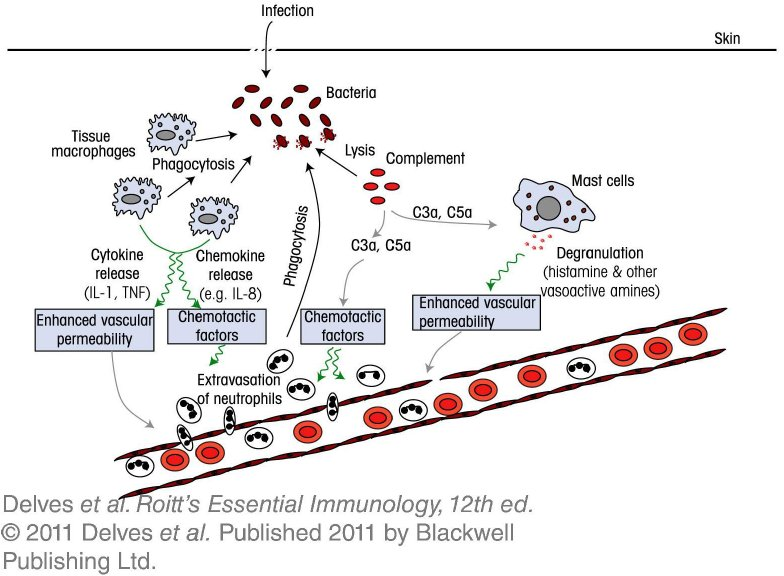 Infection
Skin
Bacteria
Tissue
macrophages
Phagocytosis
Lysis
Complement
Mast cells
C3a, C5a
C3a, C5a
Phagocytosis
Cytokine
release
(IL-1, TNF)
Chemokine
release
(e.g. IL-8)
Degranulation
(histamine & other
vasoactive amines)
Enhanced vascular
permeability
Chemotactic
factors
Chemotactic
factors
Enhanced vascular
permeability
Extravasation
of neutrophils
Delves et al. Roitt's Essential Immunology, 12th ed.
© 2011 Delves et al. Published 2011 by Blackwell
Publishing Ltd.